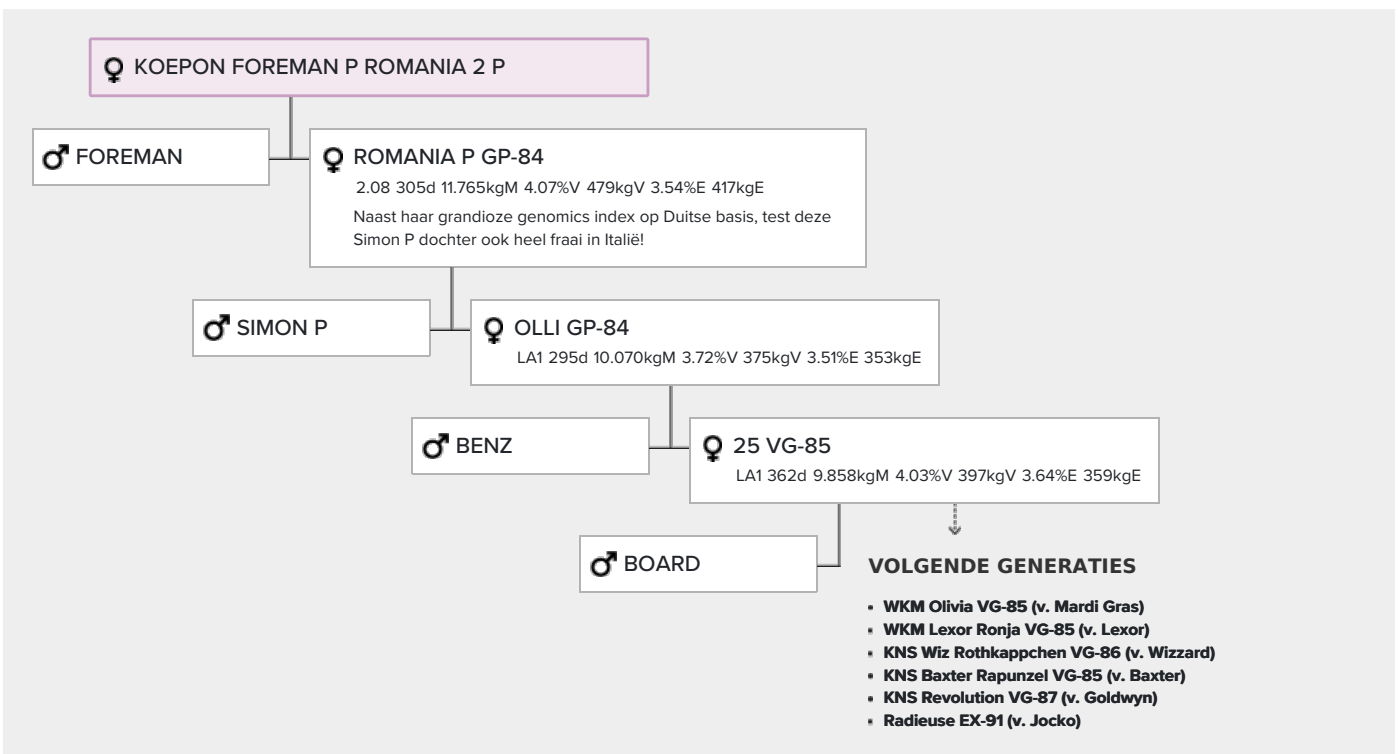 KOEPON FOREMAN P ROMANIA 2 P
FOREMAN
ROMANIA P GP-84
2.08 305d 11.765kgM 4.07%V 479kgV 3.54%E 417kgE
Naast haar grandioze genomics index op Duitse basis, test deze
Simon P dochter ook heel fraai in Italië!
SIMON P
OLLI GP-84
LA1 295d 10.070kgM 3.72%V 375kgV 3.51%E 353kgE
BENZ
25 VG-85
LA1 362d 9.858kgM 4.03%V 397kgV 3.64%E 359kgE
BOARD
VOLGENDE GENERATIES
WKM Olivia VG-85 (v. Mardi Gras)
WKM Lexor Ronja VG-85 (v. Lexor)
KNS Wiz Rothkappchen VG-86 (v. Wizzard)
KNS Baxter Rapunzel VG-85 (v. Baxter)
KNS Revolution VG-87 (v. Goldwyn)
Radieuse EX-91 (v. Jocko)